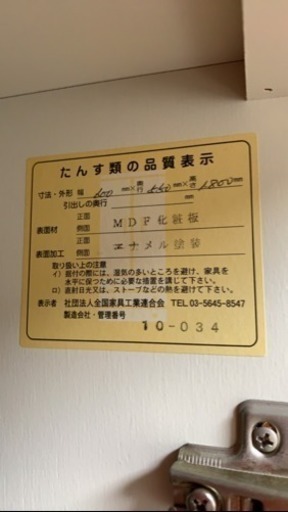 たんす類の品質表示
寸法・外形 幅 600 mm×奥行 440 mm×高さ 1800 mm
引出しの奥行 mm
表面材 正面 側面 MDF化粧板
表面加工 正面 側面 エナメル塗装
取り扱い上の注意
イ）据付の際には、湿気の多いところを避け、家具を
水平に保つために必要な措置を講じて下さい。
ロ）直射日光又は、ストーブなどの熱を避けて下さい。
表示者 社団法人全国家具工業連合会 TEL 03-5645-8547
製造会社・管理番号
10-034